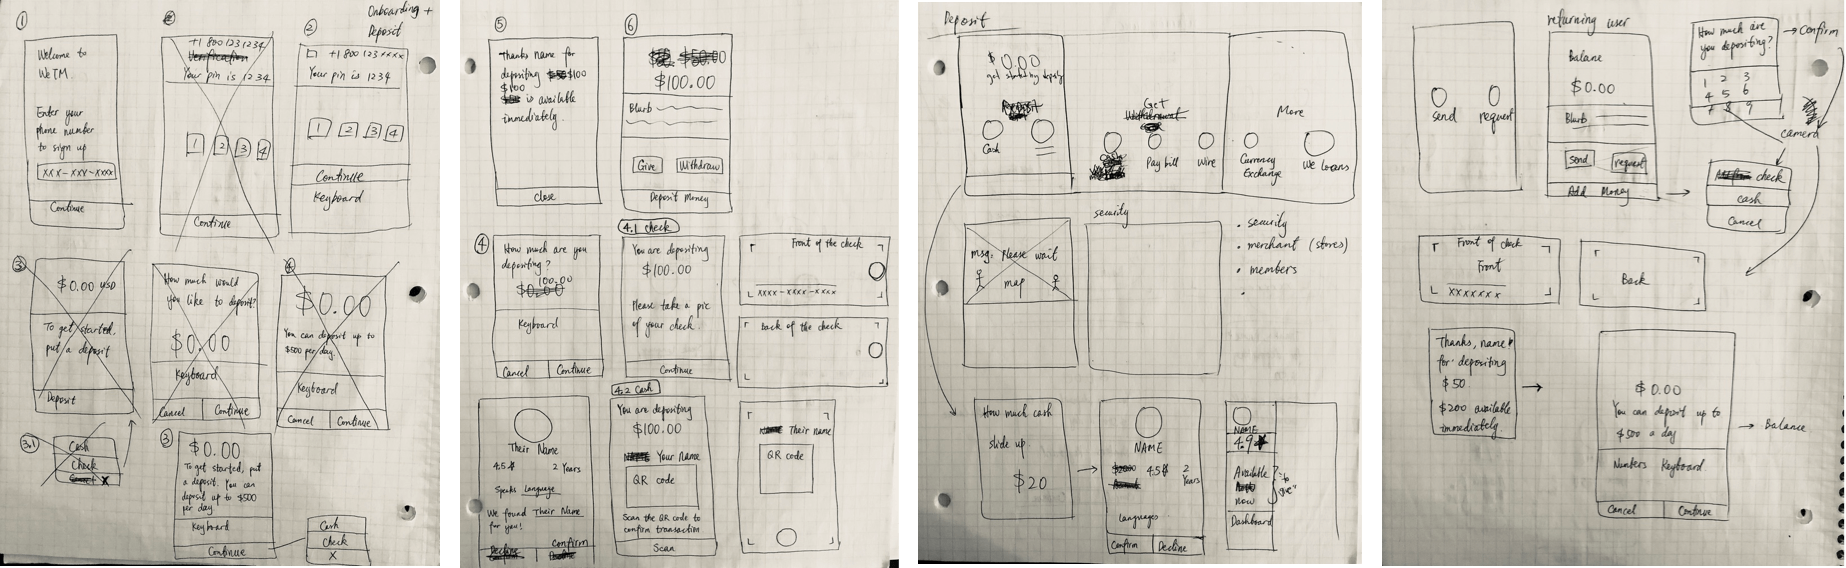 Onboarding +
Deposit
①
Welcome to
WeTM
Enter your
phone number
to sign up
xxx-xxx-xxxx
Continue
+1 800 123 1234
Verification
Your pin is 1234
1 2 3 4
Continue
②
+1 800 123 xxxx
Your pin is 1234
1 2 3 4
Continue
Keyboard
③
$0.00 USD
To get started,
put a deposit
Deposit
How much would
you like to deposit?
$0.00
Keyboard
Cancel Continue
④
$0.00
You can deposit up to
$500 per day.
Keyboard
Cancel Continue
3.1
Cash
Check
X
③
$0.00
To get started, put
a deposit. You can
deposit up to $500
per day
Keyboard
Continue
Cash
Check
X
⑤
Thanks name for
depositing $100
$100
is available
immediately.
Close
⑥
$100.00
Blurb
Give Withdraw
Deposit Money
④
How much are you
depositing?
100.00
$0.00
Keyboard
Cancel Continue
4.1 check
You are depositing
$100.00
Please take a pic
of your check.
Continue
Front of the check
xxxx-xxxx-xxxx
Back of the check
Their Name
4.5 2 Years
Speaks Language
We found Their Name
for you!
Decline
Confirm
4.2 Cash
You are depositing
$100.00
Your Name
QR code
Scan the QR code to
confirm transaction
Scan
Their name
QR code
Deposit
$0.00
get started by deposit
Deposit
Cash
Get
Withdrawal
Pay bill
Wire
More
Currency
Exchange
We Loans
msg: Please wait
map
security
• security
• merchant (stores)
• members
•
How much cash
slide up.
$20
NAME
4.5 2
Years
Languages
Confirm Decline
NAME
4.9
Available
now
"to
give"
Dashboard
send request
returning user
Balane
$0.00
Blurb
send request
Add Money
How much are
you depositing?
1 2 3
4 5 6
7 8 9
Confirm
camera
check
cash
Cancel
Front of check
Front
xxxxxxx
Back
Thanks, name
for depositing
$50
$200 available
immediately.
$0.00
You can deposit up to
$500 a day
Numbers Keyboard
Cancel Continue
Balance